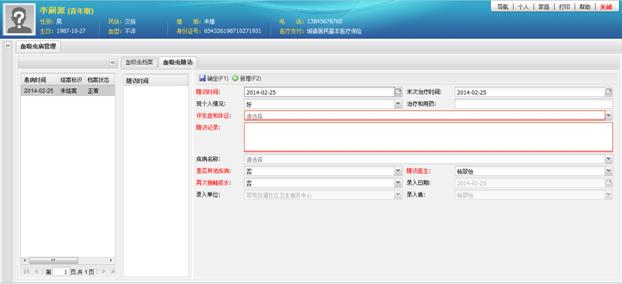 李嗣源 (青年期)
导航 | 个人 | 家庭 | 打印 | 帮助 | 关闭
性别：男 民族：汉族 婚 姻：未婚 电 话：13845678765
生日：1987-10-27 血型：不详 身份证号：654326198710271931 医疗支付：城镇居民基本医疗保险
血吸虫病管理
血吸虫档案 血吸虫随访
患病时间 结案标识 档案状态
2014-02-25 未结案 正常
随访时间
确定(F1) 新增(F2)
随访时间： 2014-02-25 末次治疗时间： 2014-02-25
现个人情况： 好 治疗和用药：
并发症和体征： 请选择
随访记录：
疾病名称： 请选择
是否其他疾病： 否 随访医生： 杨翠怡
再次接触疫水： 否 录入日期： 2014-02-25
录入单位： 社区卫生服务中心 录入者： 杨翠怡
第 1 页,共 1 页